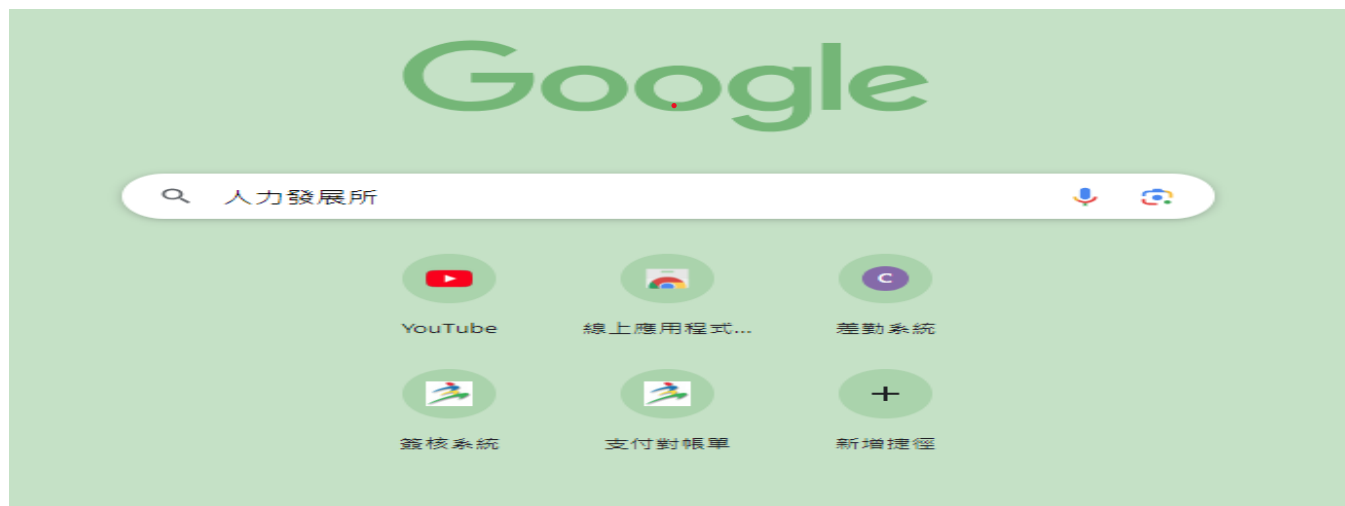 Google
人力發展所
C
YouTube
線上應用程式...
差勤系統
簽核系統
支付對帳單
新增捷徑